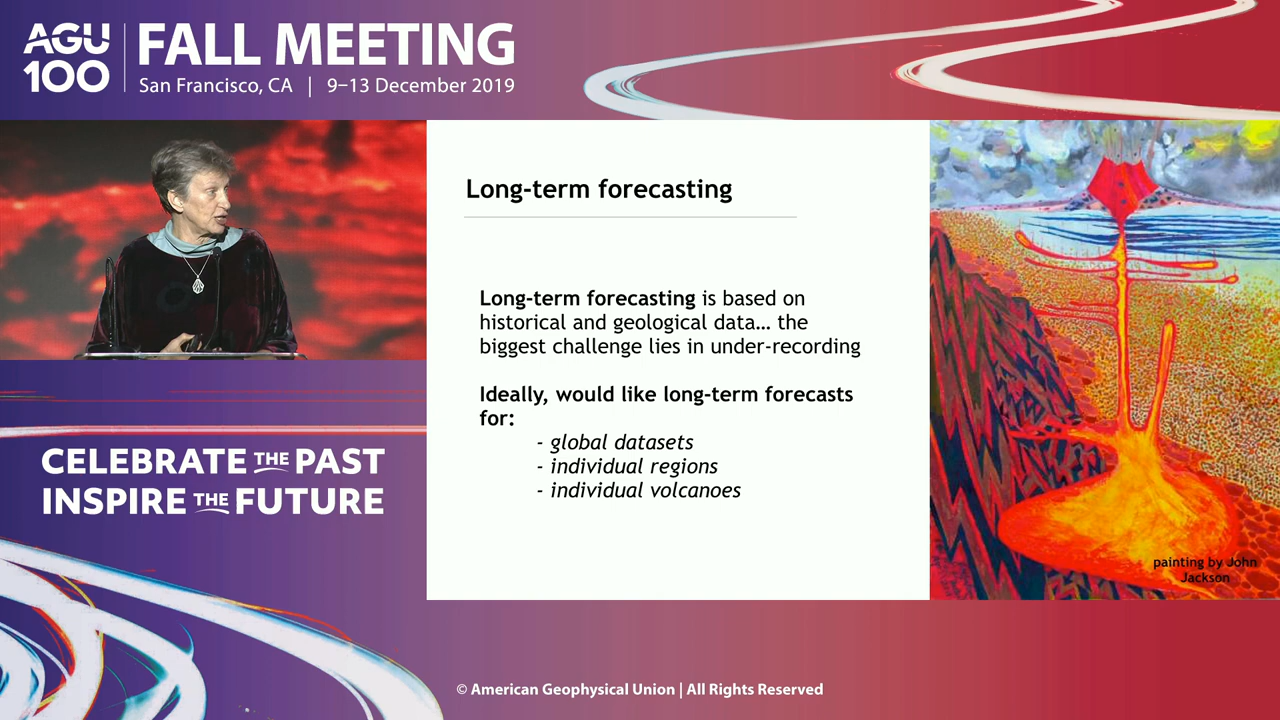 AGU
100
FALL MEETING
San Francisco, CA | 9–13 December 2019
Long-term forecasting
Long-term forecasting is based on
historical and geological data… the
biggest challenge lies in under-recording
Ideally, would like long-term forecasts
for:
- global datasets
- individual regions
- individual volcanoes
painting by John
Jackson
CELEBRATE THE PAST
INSPIRE THE FUTURE
© American Geophysical Union | All Rights Reserved